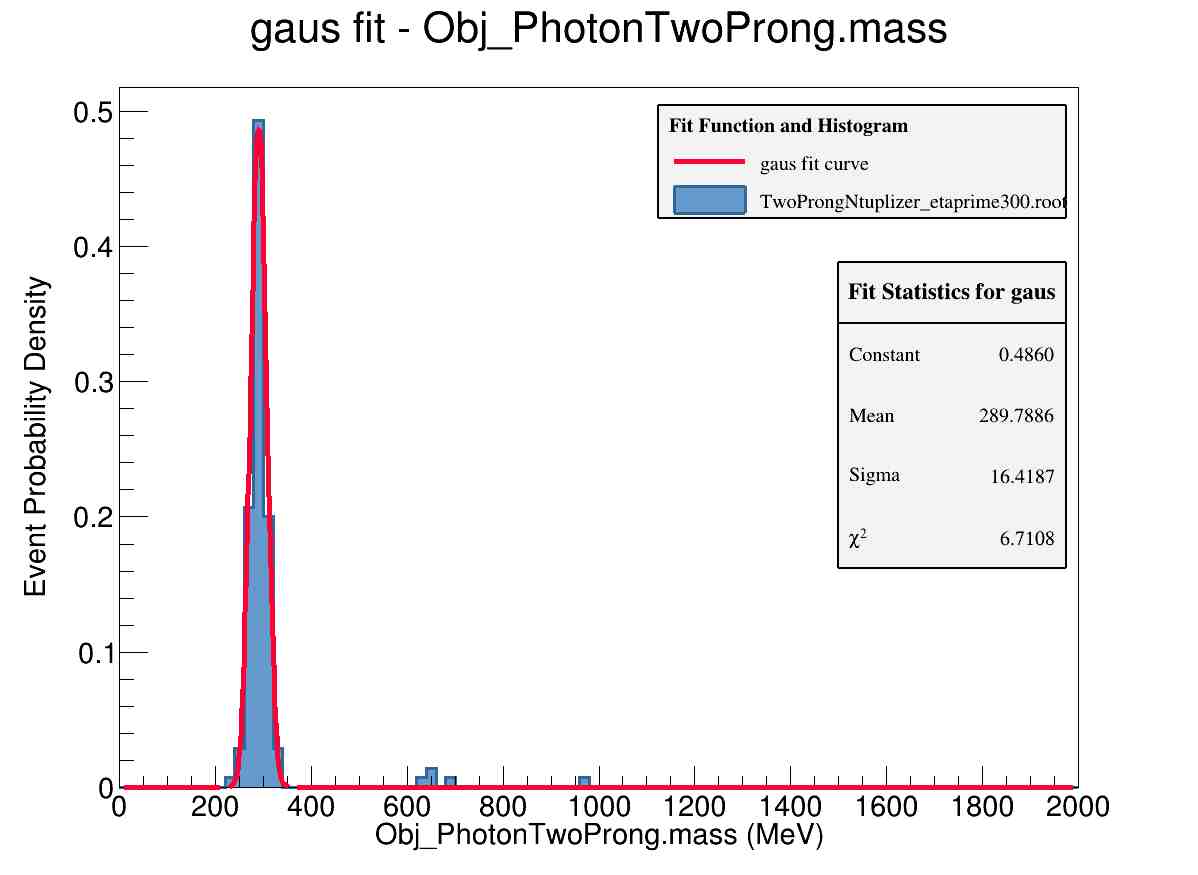 gaus fit - Obj_PhotonTwoProng.mass
Fit Function and Histogram
gaus fit curve
TwoProngNtuplizer_etaprime300.root
Fit Statistics for gaus
Constant 0.4860
Mean 289.7886
Sigma 16.4187
χ² 6.7108
Event Probability Density
0.5
0.4
0.3
0.2
0.1
0
0 200 400 600 800 1000 1200 1400 1600 1800 2000
Obj_PhotonTwoProng.mass (MeV)